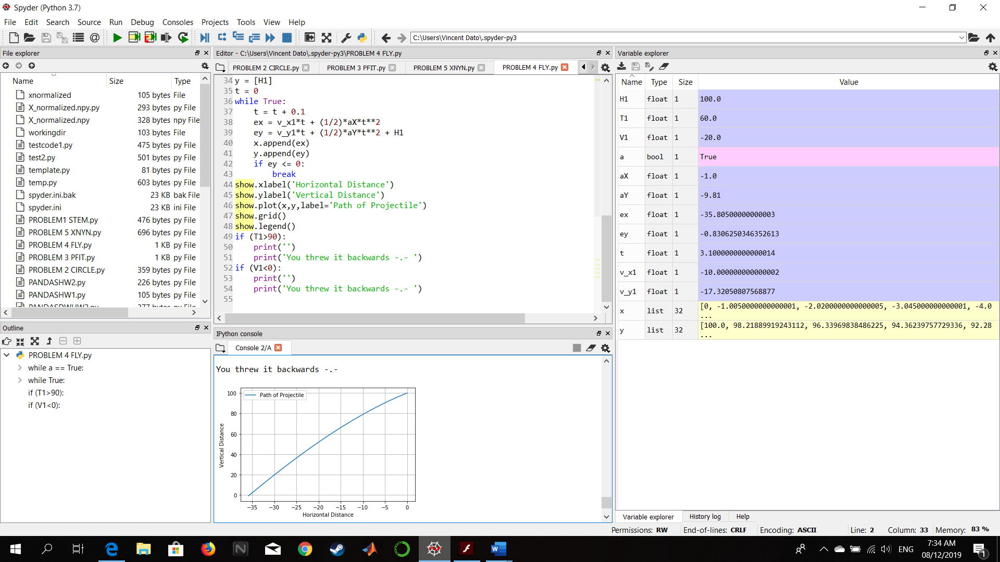 Spyder (Python 3.7)
File Edit Search Source Run Debug Consoles Projects Tools View Help
C:\Users\Vincent Dato\.spyder-py3
File explorer
Name Size Type
xnormalized 105 bytes File
X_normalized.npy.py 293 bytes py File
X_normalized.npy 328 bytes npy File
workingdir 103 bytes File
testcode1.py 475 bytes py File
test2.py 501 bytes py File
template.py 81 bytes py File
temp.py 603 bytes py File
spyder.ini.bak 23 KB bak File
spyder.ini 23 KB ini File
PROBLEM1 STEM.py 476 bytes py File
PROBLEM 5 XNYN.py 696 bytes py File
PROBLEM 4 FLY.py 1 KB py File
PROBLEM 3 PFIT.py 1 KB py File
PROBLEM 2 CIRCLE.py 359 bytes py File
PANDASHW2.py 226 bytes py File
PANDASHW1.py 105 bytes py File
Outline
PROBLEM 4 FLY.py
while a == True:
while True:
if (T1>90):
if (V1<0):
Editor - C:\Users\Vincent Dato\.spyder-py3\PROBLEM 4 FLY.py
PROBLEM 2 CIRCLE.py PROBLEM 3 PFIT.py PROBLEM 5 XNYN.py PROBLEM 4 FLY.py
34 y = [H1]
35 t = 0
36 while True:
37 t = t + 0.1
38 ex = v_x1*t + (1/2)*aX*t**2
39 ey = v_y1*t + (1/2)*aY*t**2 + H1
40 x.append(ex)
41 y.append(ey)
42 if ey <= 0:
43 break
44 show.xlabel('Horizontal Distance')
45 show.ylabel('Vertical Distance')
46 show.plot(x,y,label='Path of Projectile')
47 show.grid()
48 show.legend()
49 if (T1>90):
50 print('')
51 print('You threw it backwards -.- ')
52 if (V1<0):
53 print('')
54 print('You threw it backwards -.- ')
55
IPython console
Console 2/A
You threw it backwards -.-
Path of Projectile
100
80
60
40
20
0
Vertical Distance
−35 −30 −25 −20 −15 −10 −5 0
Horizontal Distance
Variable explorer
Name Type Size Value
H1 float 1 100.0
T1 float 1 60.0
V1 float 1 -20.0
a bool 1 True
aX float 1 -1.0
aY float 1 -9.81
ex float 1 -35.80500000000003
ey float 1 -0.8306250346352613
t float 1 3.1000000000000014
v_x1 float 1 -10.000000000000002
v_y1 float 1 -17.32050807568877
x list 32 [0, -1.0050000000000001, -2.0200000000000005, -3.045000000000001, -4.0
...
y list 32 [100.0, 98.21889919243112, 96.33969838486225, 94.36239757729336, 92.28
...
Variable explorer History log Help
Permissions: RW End-of-lines: CRLF Encoding: ASCII Line: 2 Column: 33 Memory: 83 %
ENG
7:34 AM
08/12/2019
1